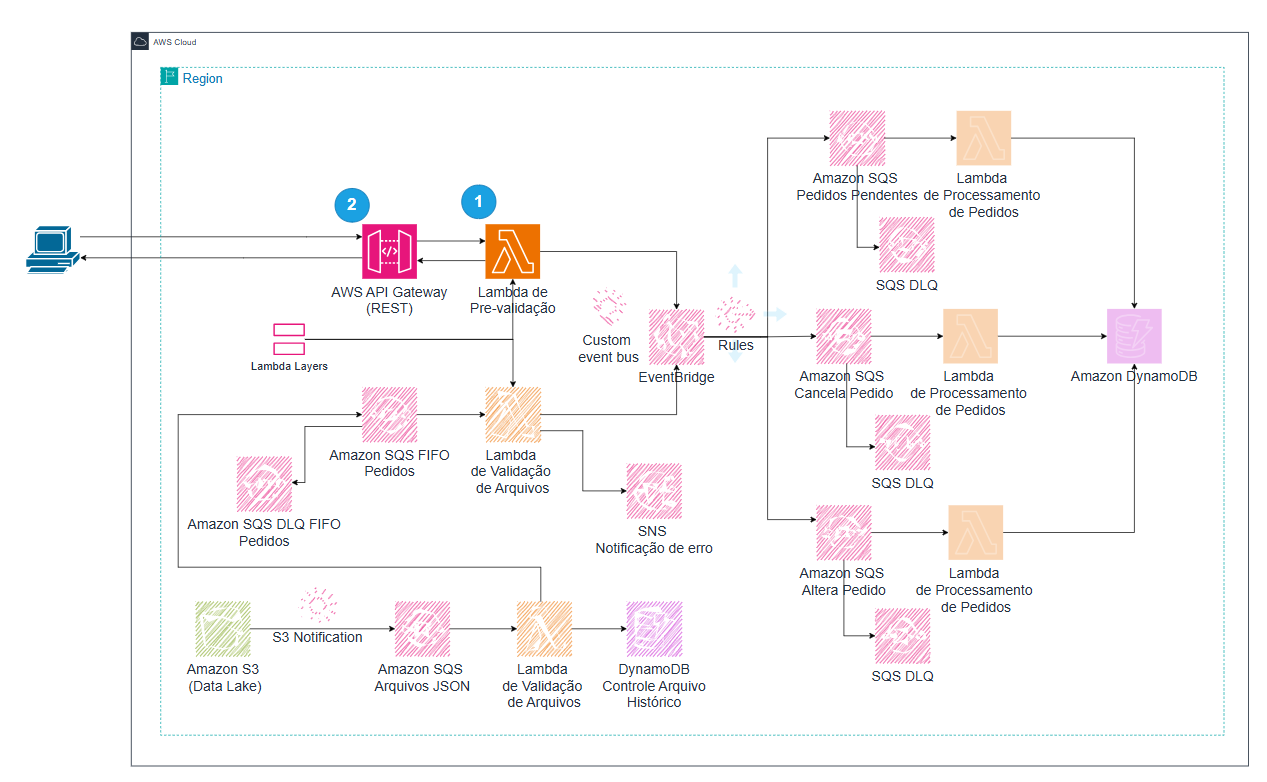 AWS Cloud
Region
2
1
AWS API Gateway
(REST)
Lambda de
Pre-validação
Lambda Layers
Custom
event bus
EventBridge
Rules
Amazon SQS
Pedidos Pendentes
Lambda
de Processamento
de Pedidos
SQS DLQ
Amazon SQS
Cancela Pedido
Lambda
de Processamento
de Pedidos
Amazon DynamoDB
SQS DLQ
Amazon SQS FIFO
Pedidos
Lambda
de Validação
de Arquivos
Amazon SQS DLQ FIFO
Pedidos
SNS
Notificação de erro
Amazon SQS
Altera Pedido
Lambda
de Processamento
de Pedidos
SQS DLQ
S3 Notification
Amazon S3
(Data Lake)
Amazon SQS
Arquivos JSON
Lambda
de Validação
de Arquivos
DynamoDB
Controle Arquivo
Histórico